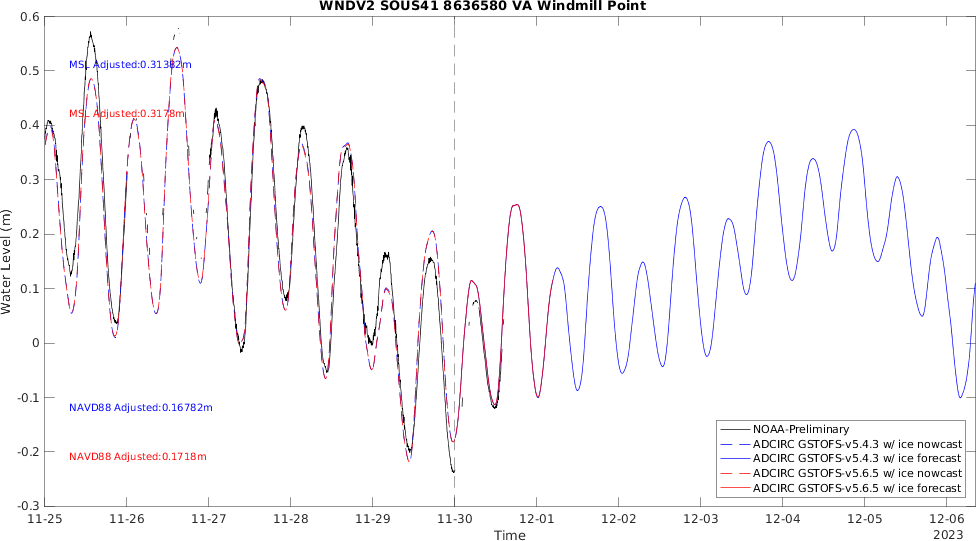 WNDV2 SOUS41 8636580 VA Windmill Point
0.6
0.5
0.4
0.3
0.2
0.1
0
-0.1
-0.2
-0.3
Water Level (m)
MSL Adjusted:0.31382m
MSL Adjusted:0.3178m
NAVD88 Adjusted:0.16782m
NAVD88 Adjusted:0.1718m
NOAA-Preliminary
ADCIRC GSTOFS-v5.4.3 w/ ice nowcast
ADCIRC GSTOFS-v5.4.3 w/ ice forecast
ADCIRC GSTOFS-v5.6.5 w/ ice nowcast
ADCIRC GSTOFS-v5.6.5 w/ ice forecast
11-25 11-26 11-27 11-28 11-29 11-30 12-01 12-02 12-03 12-04 12-05 12-06
Time
2023